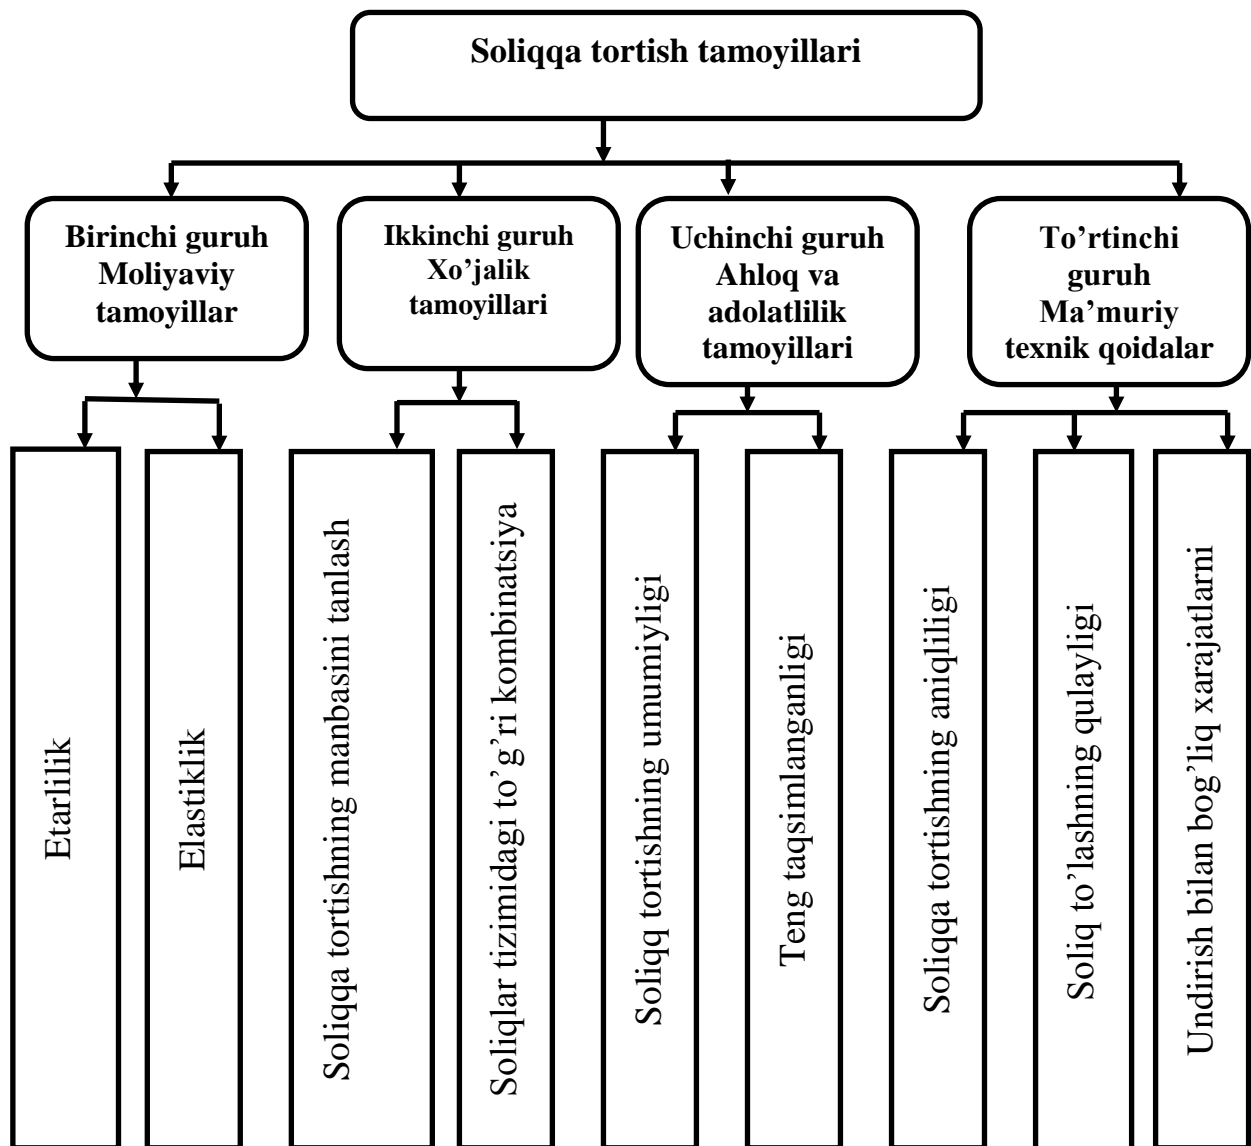 Soliqqa tortish tamoyillari
Birinchi guruh
Moliyaviy
tamoyillar
Ikkinchi guruh
Xo’jalik
tamoyillari
Uchinchi guruh
Ahloq va
adolatlilik
tamoyillari
To’rtinchi
guruh
Ma’muriy
texnik qoidalar
Etarlilik
Elastiklik
Soliqqa tortishning manbasini tanlash
Soliqlar tizimidagi to’g’ri kombinatsiya
Soliqq tortishning umumiyligi
Teng taqsimlanganligi
Soliqqa tortishning aniqliligi
Soliq to’lashning qulayligi
Undirish bilan bog’liq xarajatlarni